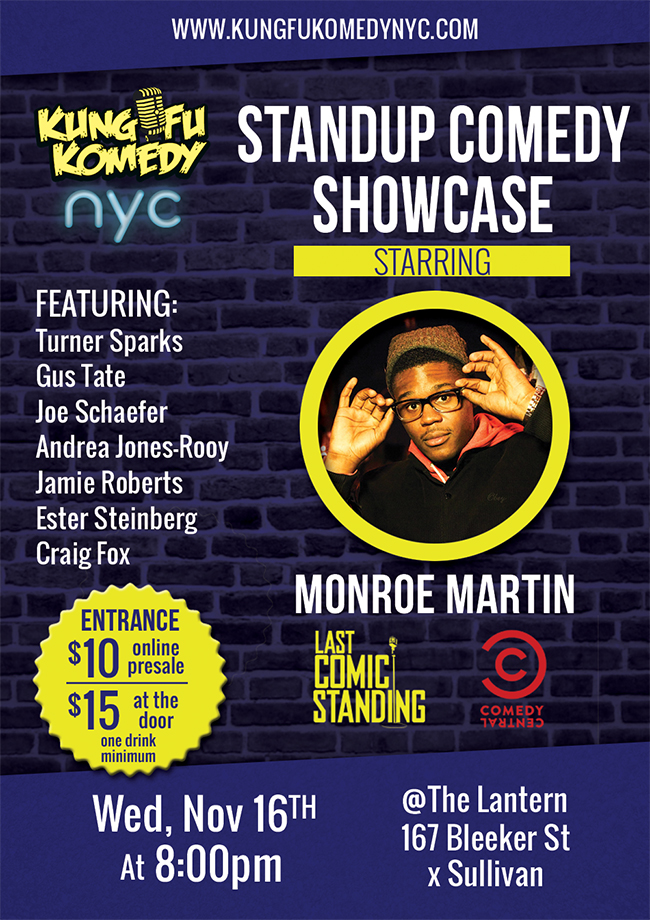 WWW.KUNGFUKOMEDYNYC.COM
KUNG FU
KOMEDY
nyc
STANDUP COMEDY
SHOWCASE
STARRING
FEATURING:
Turner Sparks
Gus Tate
Joe Schaefer
Andrea Jones-Rooy
Jamie Roberts
Ester Steinberg
Craig Fox
MONROE MARTIN
LAST
COMIC
STANDING
COMEDY
CENTRAL
ENTRANCE
$10 online
presale
$15 at the
door
one drink
minimum
Wed, Nov 16TH
At 8:00pm
@The Lantern
167 Bleeker St
x Sullivan